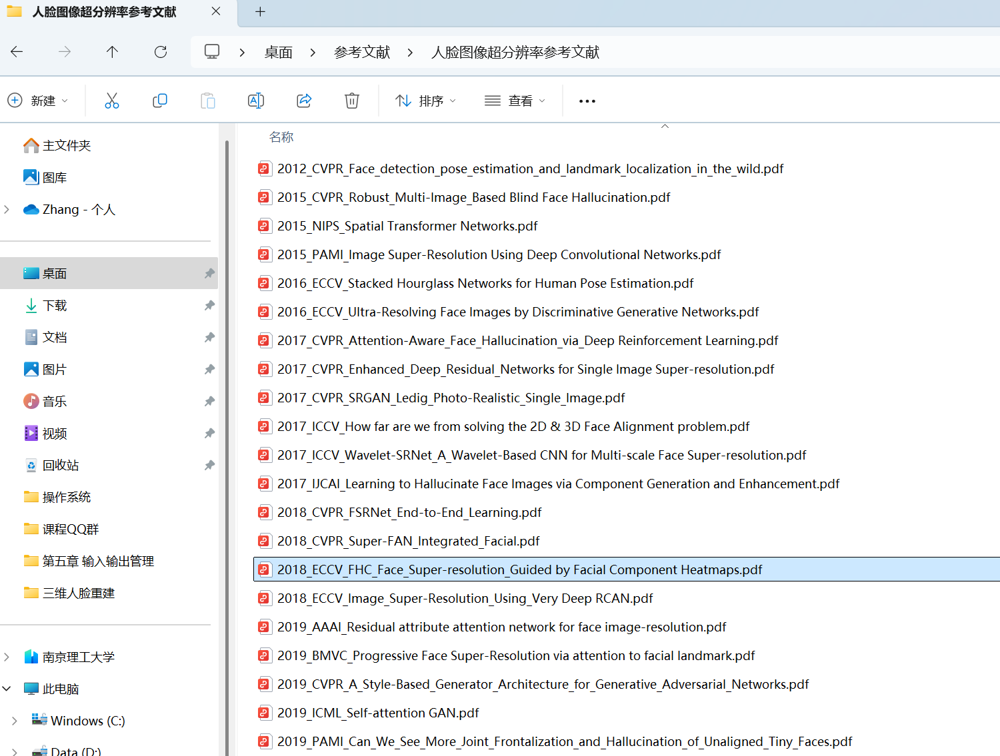 人脸图像超分辨率参考文献
桌面 参考文献 人脸图像超分辨率参考文献
新建 排序 查看
主文件夹
图库
Zhang - 个人
桌面
下载
文档
图片
音乐
视频
回收站
操作系统
课程QQ群
第五章 输入输出管理
三维人脸重建
南京理工大学
此电脑
Windows (C:)
Data (D:)
名称
2012_CVPR_Face_detection_pose_estimation_and_landmark_localization_in_the_wild.pdf
2015_CVPR_Robust_Multi-Image_Based Blind Face Hallucination.pdf
2015_NIPS_Spatial Transformer Networks.pdf
2015_PAMI_Image Super-Resolution Using Deep Convolutional Networks.pdf
2016_ECCV_Stacked Hourglass Networks for Human Pose Estimation.pdf
2016_ECCV_Ultra-Resolving Face Images by Discriminative Generative Networks.pdf
2017_CVPR_Attention-Aware_Face_Hallucination_via_Deep Reinforcement Learning.pdf
2017_CVPR_Enhanced_Deep_Residual_Networks for Single Image Super-resolution.pdf
2017_CVPR_SRGAN_Ledig_Photo-Realistic_Single_Image.pdf
2017_ICCV_How far are we from solving the 2D & 3D Face Alignment problem.pdf
2017_ICCV_Wavelet-SRNet_A_Wavelet-Based CNN for Multi-scale Face Super-resolution.pdf
2017_IJCAI_Learning to Hallucinate Face Images via Component Generation and Enhancement.pdf
2018_CVPR_FSRNet_End-to-End_Learning.pdf
2018_CVPR_Super-FAN_Integrated_Facial.pdf
2018_ECCV_FHC_Face_Super-resolution_Guided by Facial Component Heatmaps.pdf
2018_ECCV_Image_Super-Resolution_Using_Very Deep RCAN.pdf
2019_AAAI_Residual attribute attention network for face image-resolution.pdf
2019_BMVC_Progressive Face Super-Resolution via attention to facial landmark.pdf
2019_CVPR_A_Style-Based_Generator_Architecture_for_Generative_Adversarial_Networks.pdf
2019_ICML_Self-attention GAN.pdf
2019_PAMI_Can_We_See_More_Joint_Frontalization_and_Hallucination_of_Unaligned_Tiny_Faces.pdf